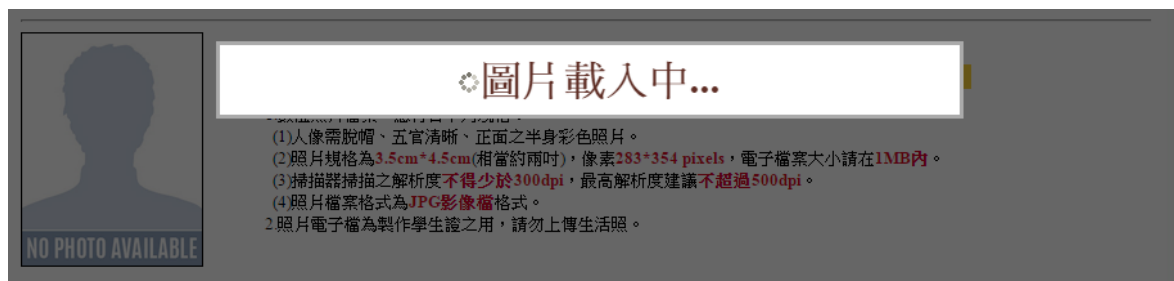 圖片載入中...
(1)人像需脫帽、五官清晰、正面之半身彩色照片。
(2)照片規格為3.5cm*4.5cm(相當約兩吋)，像素283*354 pixels，電子檔案大小請在1MB內。
(3)掃描器掃描之解析度不得少於300dpi，最高解析度建議不超過500dpi。
(4)照片檔案格式為JPG影像檔格式。
2.照片電子檔為製作學生證之用，請勿上傳生活照。
NO PHOTO AVAILABLE